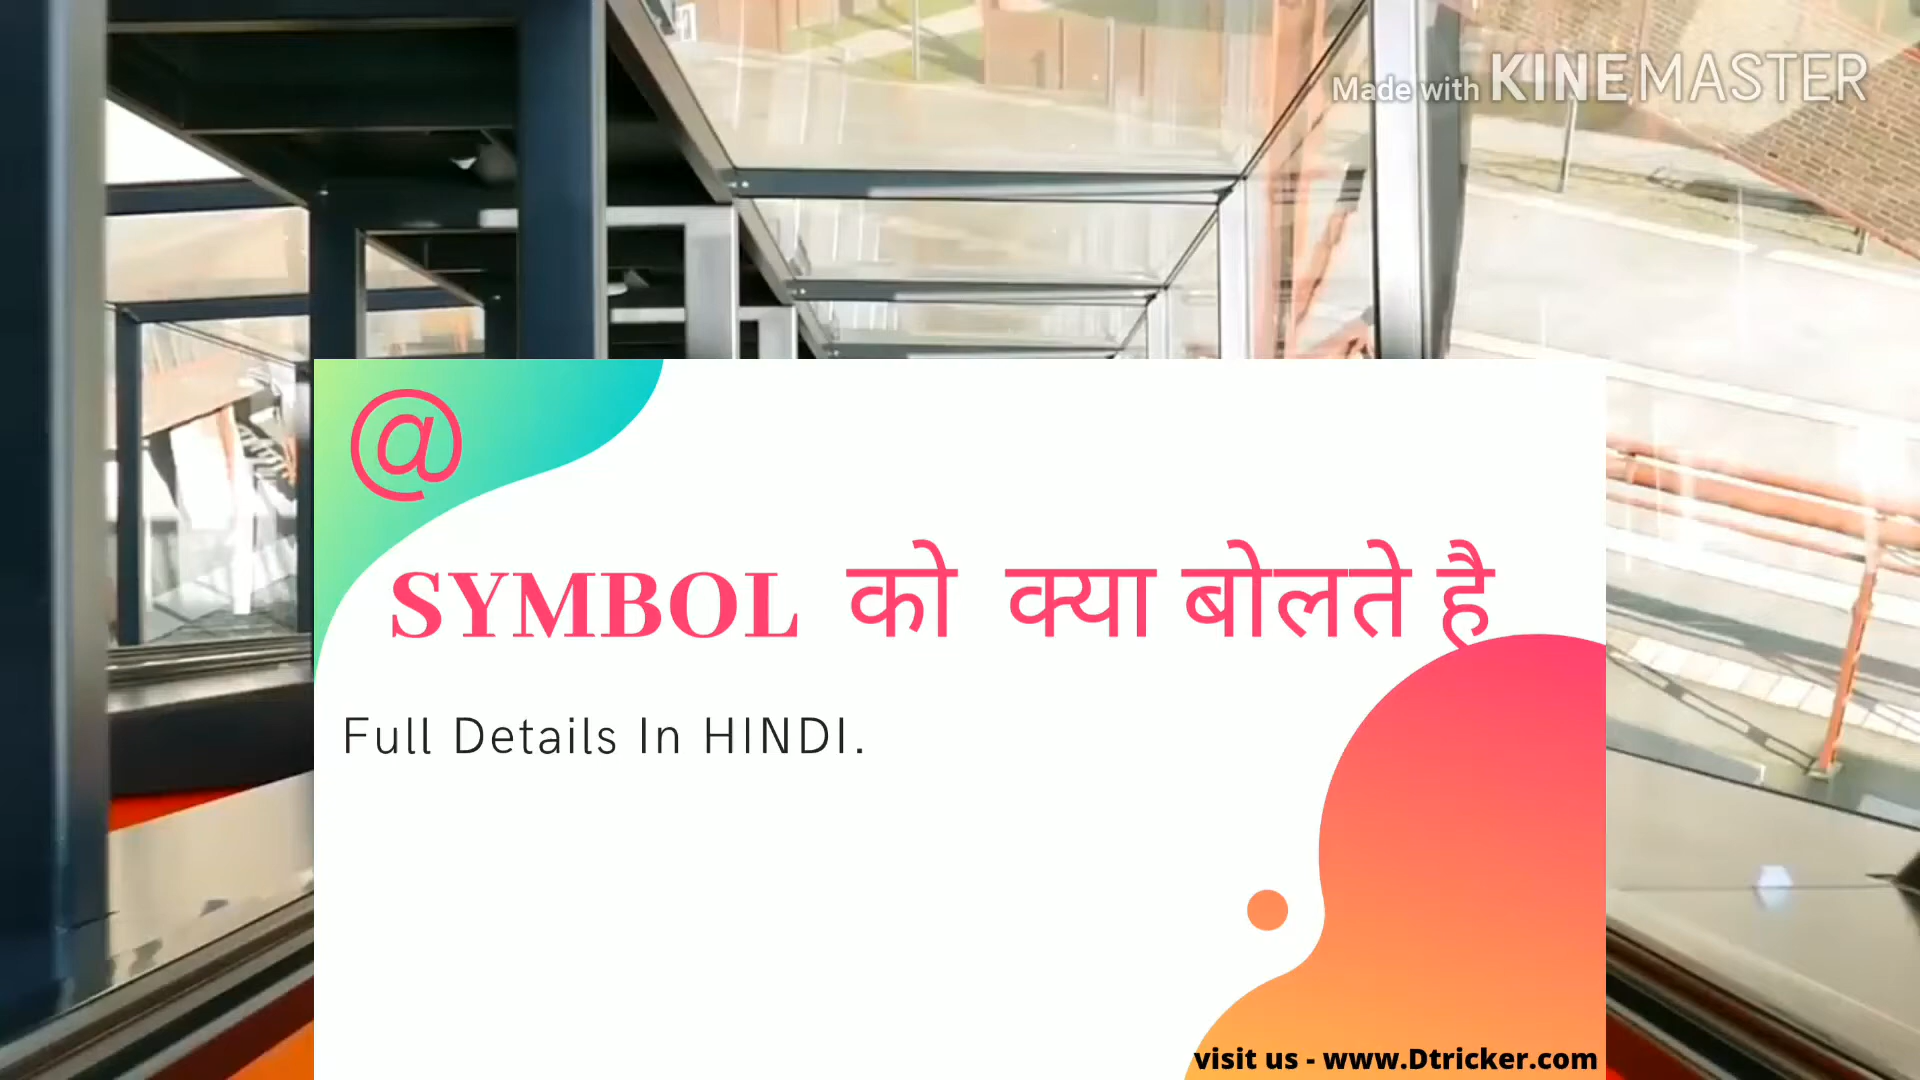 Made with KINEMASTER
@
SYMBOL को क्या बोलते है
Full Details In HINDI.
visit us - www.Dtricker.com